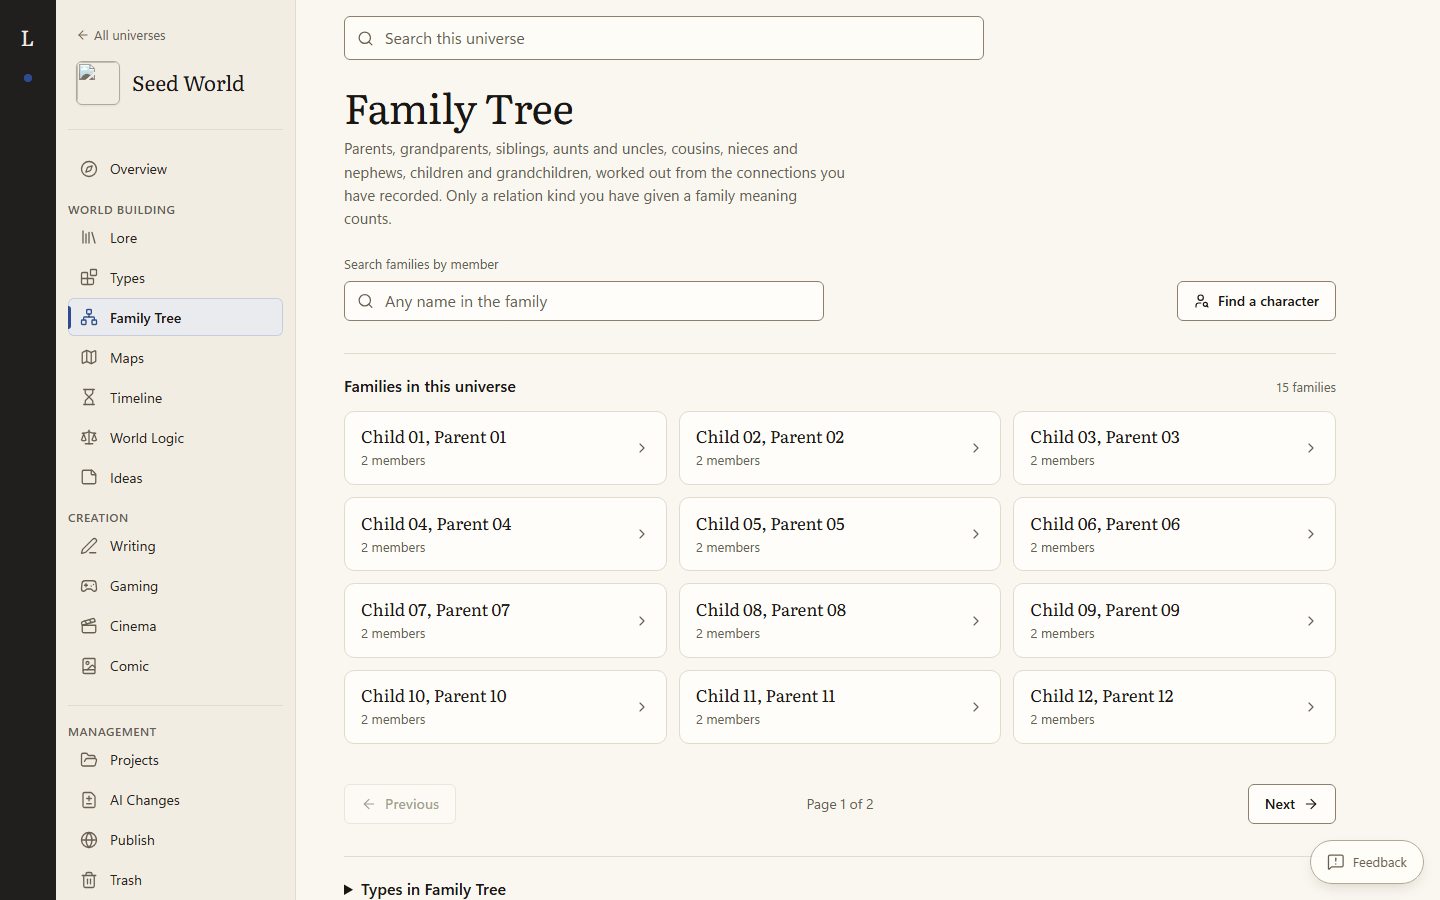 L
All universes
Seed World
Overview
WORLD BUILDING
Lore
Types
Family Tree
Maps
Timeline
World Logic
Ideas
CREATION
Writing
Gaming
Cinema
Comic
MANAGEMENT
Projects
AI Changes
Publish
Trash
Search this universe
Family Tree
Parents, grandparents, siblings, aunts and uncles, cousins, nieces and
nephews, children and grandchildren, worked out from the connections you
have recorded. Only a relation kind you have given a family meaning
counts.
Search families by member
Any name in the family
Find a character
Families in this universe
15 families
Child 01, Parent 01
2 members
Child 02, Parent 02
2 members
Child 03, Parent 03
2 members
Child 04, Parent 04
2 members
Child 05, Parent 05
2 members
Child 06, Parent 06
2 members
Child 07, Parent 07
2 members
Child 08, Parent 08
2 members
Child 09, Parent 09
2 members
Child 10, Parent 10
2 members
Child 11, Parent 11
2 members
Child 12, Parent 12
2 members
Previous
Page 1 of 2
Next
Feedback
Types in Family Tree